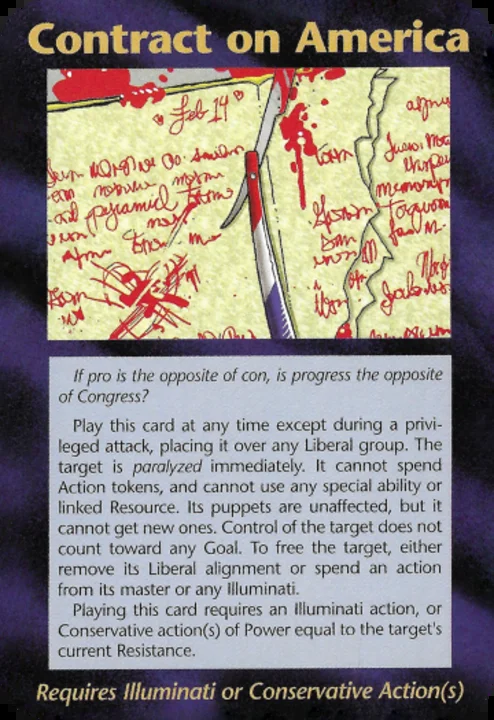 Contract on America
Feb 14
pyramid
If pro is the opposite of con, is progress the opposite
of Congress?
Play this card at any time except during a privi-
leged attack, placing it over any Liberal group. The
target is paralyzed immediately. It cannot spend
Action tokens, and cannot use any special ability or
linked Resource. Its puppets are unaffected, but it
cannot get new ones. Control of the target does not
count toward any Goal. To free the target, either
remove its Liberal alignment or spend an action
from its master or any Illuminati.
Playing this card requires an Illuminati action, or
Conservative action(s) of Power equal to the target's
current Resistance.
Requires Illuminati or Conservative Action(s)